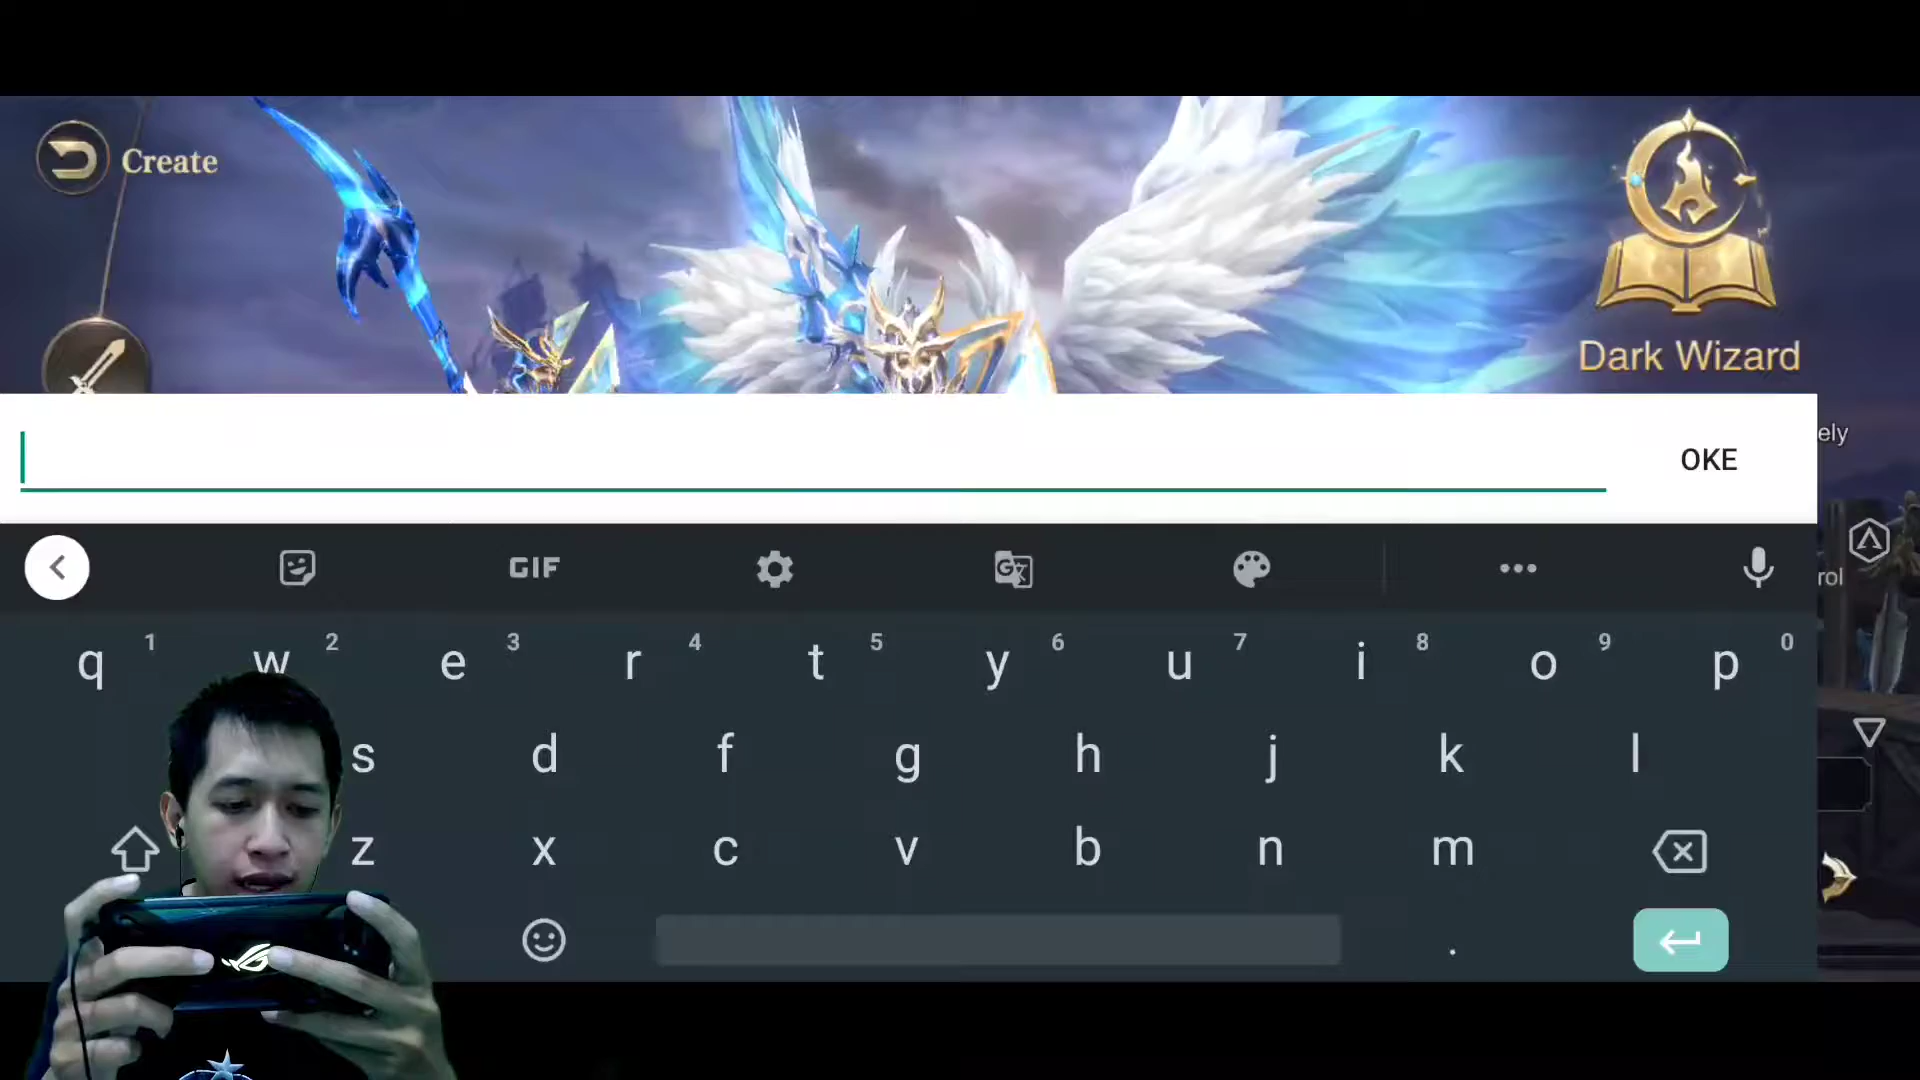 Create
Dark Wizard
ely
OKE
rol
GIF
G
q 1 w 2 e 3 r 4 t 5 y 6 u 7 i 8 o 9 p 0
s d f g h j k l
z x c v b n m
.